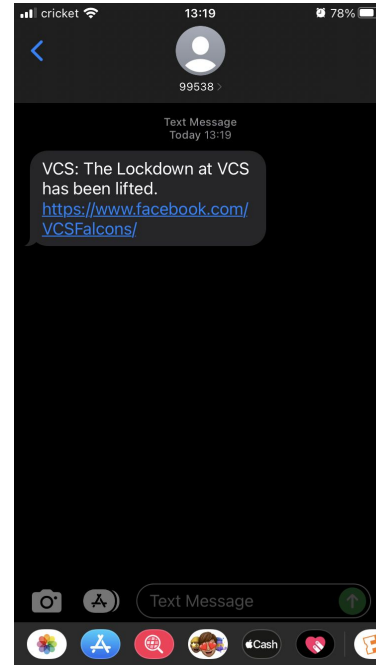 cricket 13:19 78%
99538 >
Text Message
Today 13:19
VCS: The Lockdown at VCS
has been lifted.
https://www.facebook.com/
VCSFalcons/
Text Message
Cash